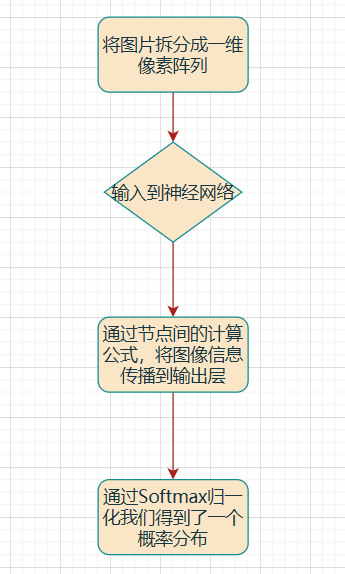 将图片拆分成一维
像素阵列
输入到神经网络
通过节点间的计算
公式，将图像信息
传播到输出层
通过Softmax归一
化我们得到了一个
概率分布